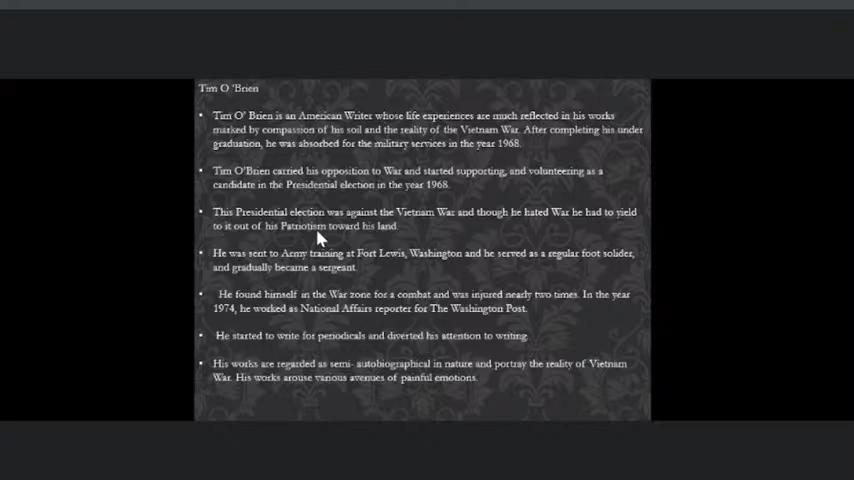 Tim O 'Brien
• Tim O' Brien is an American Writer whose life experiences are much reflected in his works
marked by compassion of his soil and the reality of the Vietnam War. After completing his under
graduation, he was absorbed for the military services in the year 1968.
• Tim O'Brien carried his opposition to War and started supporting, and volunteering as a
candidate in the Presidential election in the year 1968.
• This Presidential election was against the Vietnam War and though he hated War he had to yield
to it out of his Patriotism toward his land.
• He was sent to Army training at Fort Lewis, Washington and he served as a regular foot solider,
and gradually became a sergeant.
• He found himself in the War zone for a combat and was injured nearly two times. In the year
1974, he worked as National Affairs reporter for The Washington Post.
• He started to write for periodicals and diverted his attention to writing.
• His works are regarded as semi- autobiographical in nature and portray the reality of Vietnam
War. His works arouse various avenues of painful emotions.